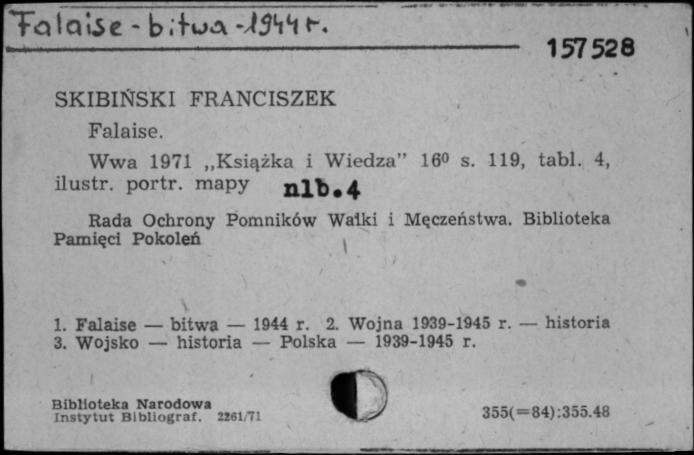 Falaise - bitwa - 1944 r.
157528
SKIBIŃSKI FRANCISZEK
Falaise.
Wwa 1971 „Książka i Wiedza” 16⁰ s. 119, tabl. 4,
ilustr. portr. mapy nlb.4
Rada Ochrony Pomników Walki i Męczeństwa. Biblioteka
Pamięci Pokoleń
1. Falaise — bitwa — 1944 r. 2. Wojna 1939-1945 r. — historia
3. Wojsko — historia — Polska — 1939-1945 r.
Biblioteka Narodowa
Instytut Bibliograf. 2261/71
355(=84):355.48